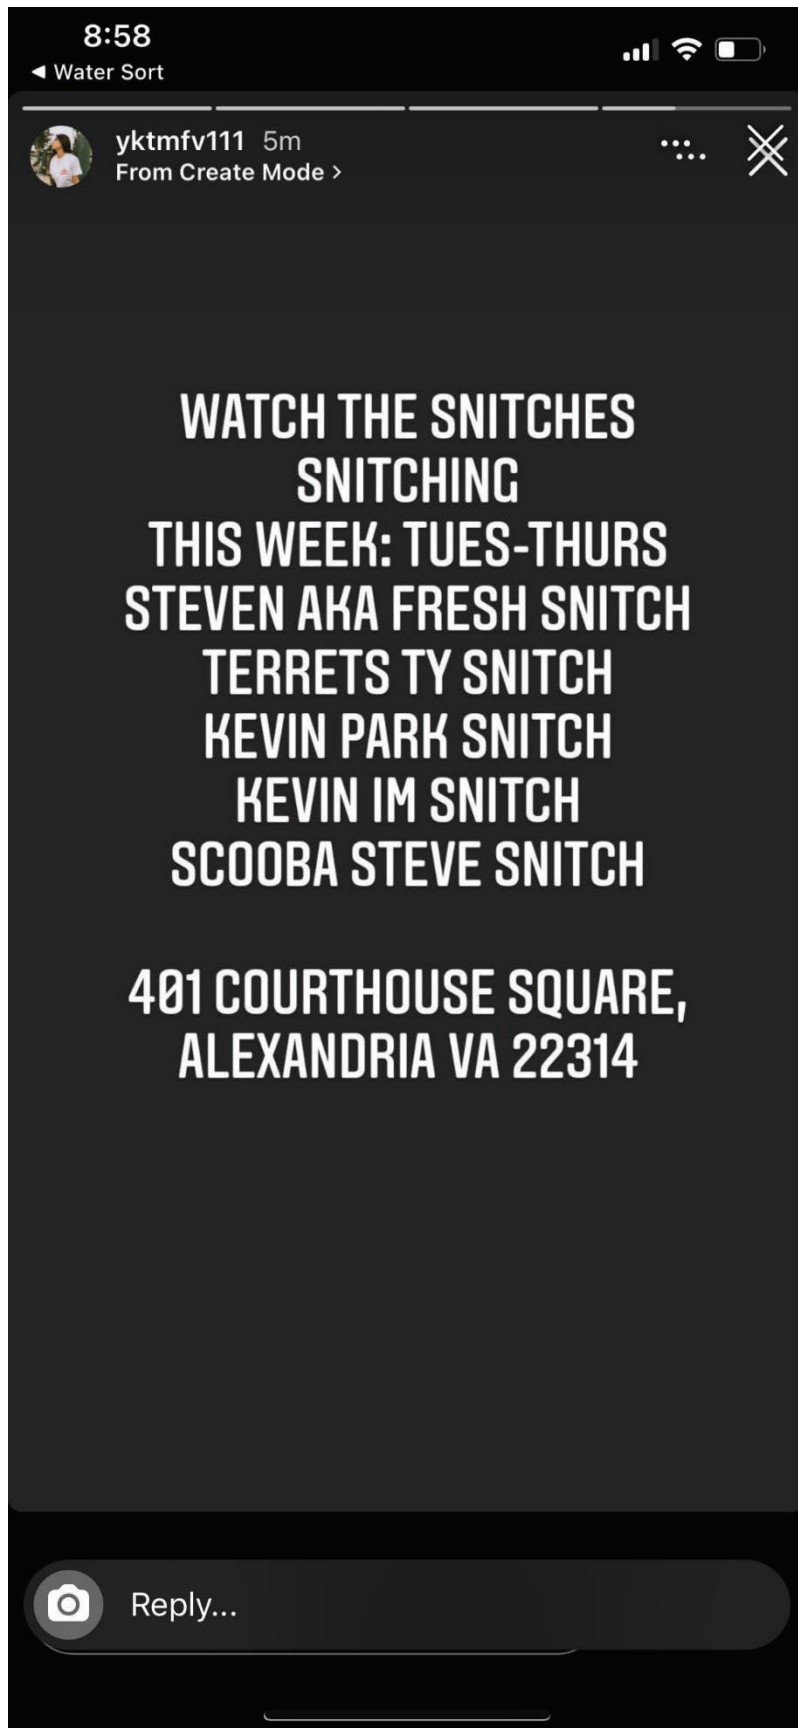 8:58
◀ Water Sort
yktmfv111 5m
From Create Mode >
WATCH THE SNITCHES
SNITCHING
THIS WEEK: TUES-THURS
STEVEN AKA FRESH SNITCH
TERRETS TY SNITCH
KEVIN PARK SNITCH
KEVIN IM SNITCH
SCOOBA STEVE SNITCH
401 COURTHOUSE SQUARE,
ALEXANDRIA VA 22314
Reply...